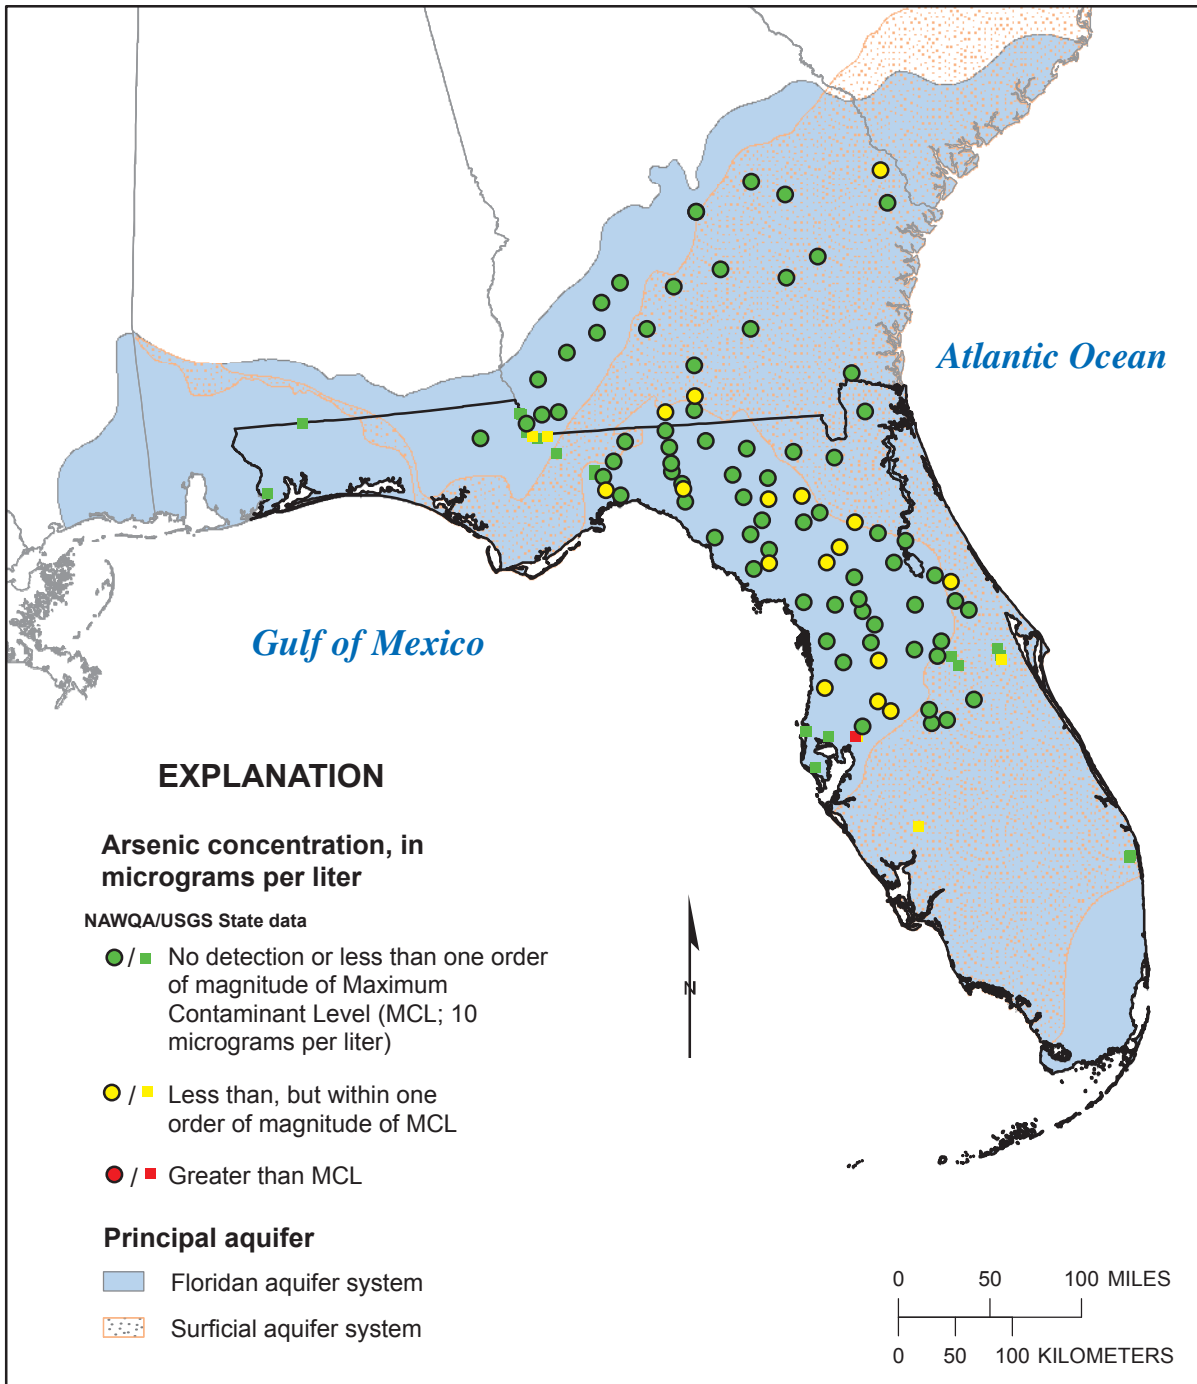 Atlantic Ocean
Gulf of Mexico
EXPLANATION
Arsenic concentration, in
micrograms per liter
NAWQA/USGS State data
/ No detection or less than one order
of magnitude of Maximum
Contaminant Level (MCL; 10
micrograms per liter)
/ Less than, but within one
order of magnitude of MCL
/ Greater than MCL
Principal aquifer
Floridan aquifer system
Surficial aquifer system
N
0 50 100 MILES
0 50 100 KILOMETERS